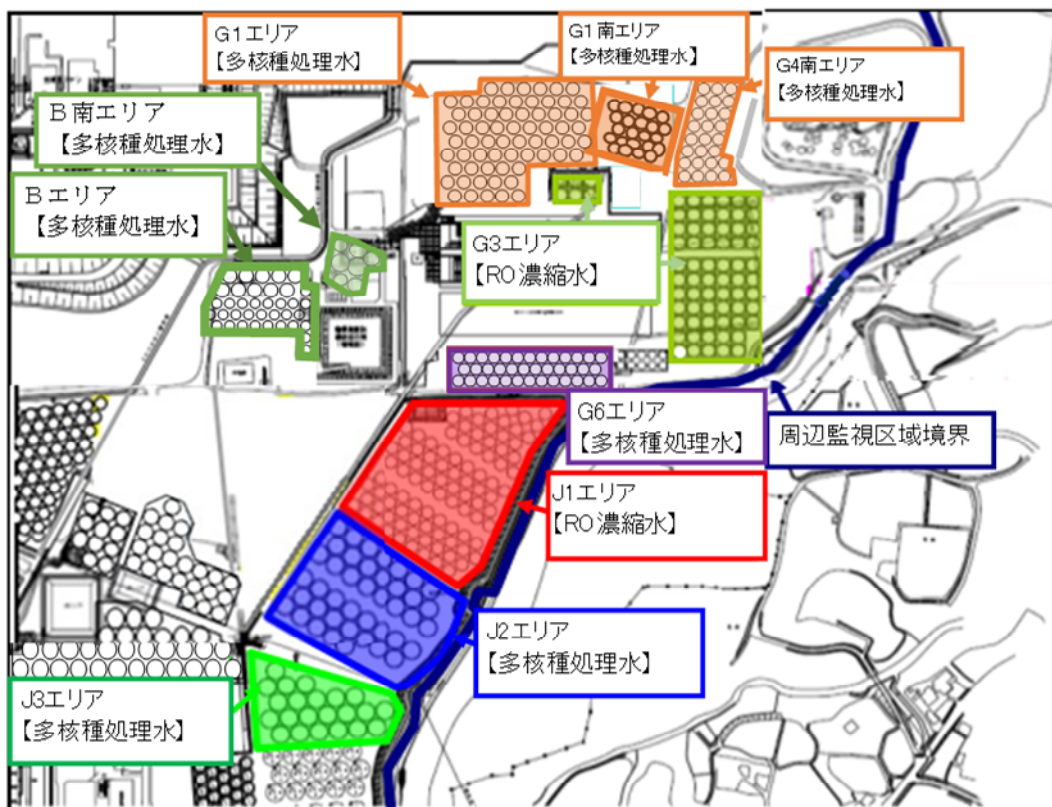 G1エリア
【多核種処理水】
G1南エリア
【多核種処理水】
G4南エリア
【多核種処理水】
B南エリア
【多核種処理水】
Bエリア
【多核種処理水】
G3エリア
【RO濃縮水】
G6エリア
【多核種処理水】
周辺監視区域境界
J1エリア
【RO濃縮水】
J2エリア
【多核種処理水】
J3エリア
【多核種処理水】